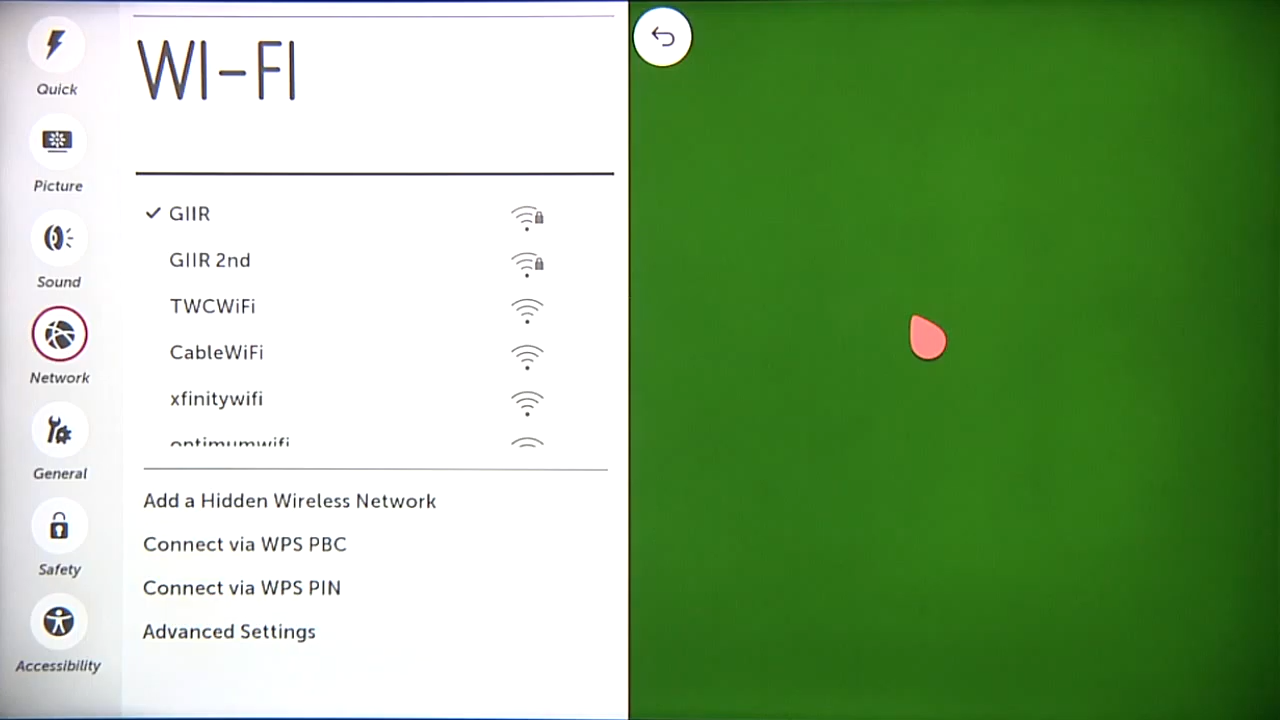 Quick
Picture
Sound
Network
General
Safety
Accessibility
WI-FI
GIIR
GIIR 2nd
TWCWiFi
CableWiFi
xfinitywifi
optimumwifi
Add a Hidden Wireless Network
Connect via WPS PBC
Connect via WPS PIN
Advanced Settings